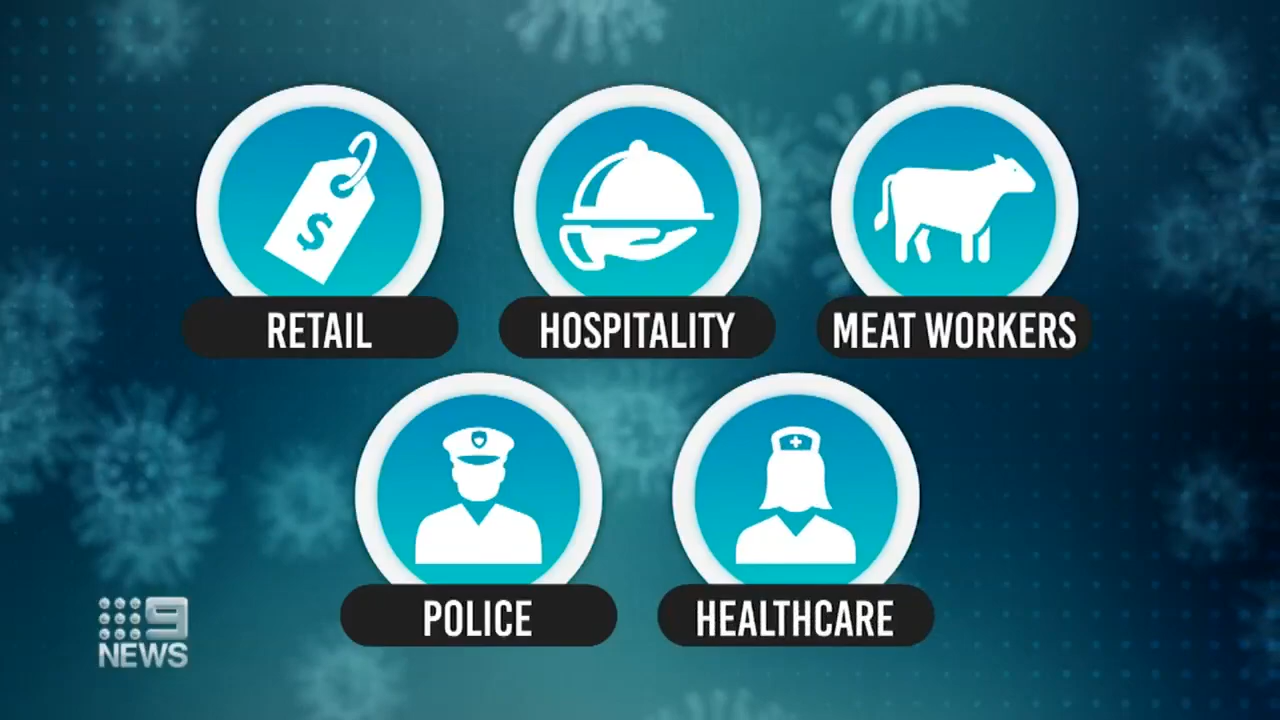 $
RETAIL
HOSPITALITY
MEAT WORKERS
POLICE
HEALTHCARE
9
NEWS